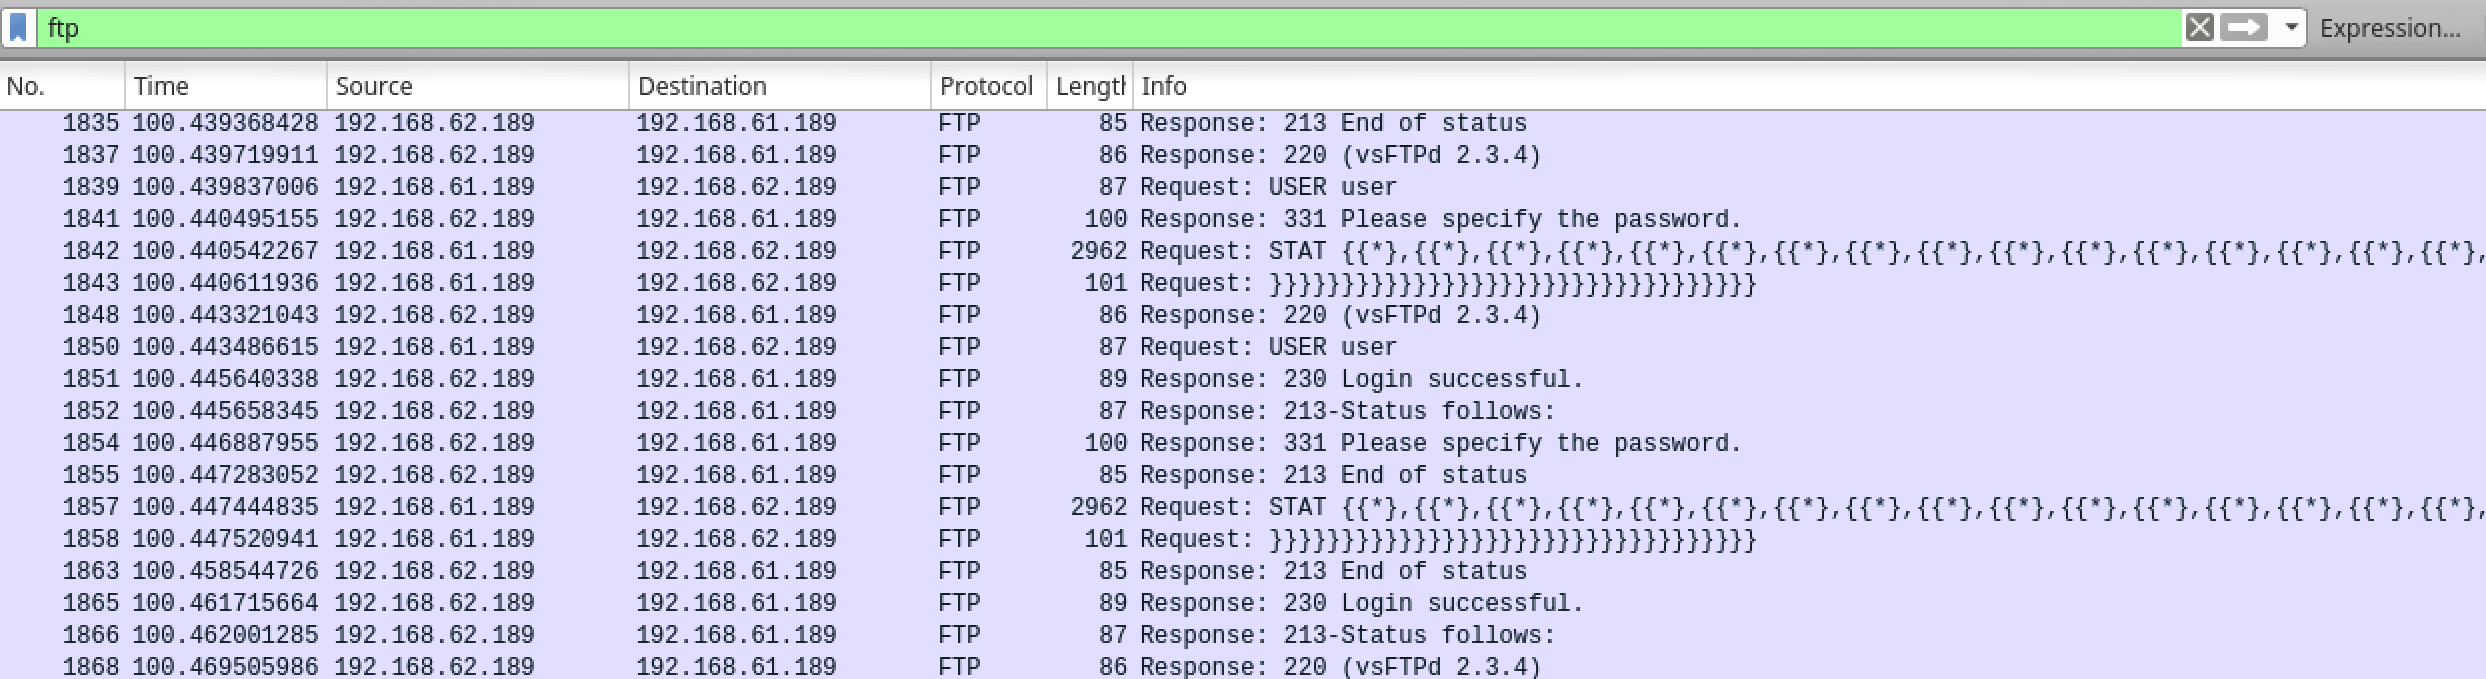 ftp Expression...
No. Time Source Destination Protocol Length Info
1835 100.439368428 192.168.62.189 192.168.61.189 FTP 85 Response: 213 End of status
1837 100.439719911 192.168.62.189 192.168.61.189 FTP 86 Response: 220 (vsFTPd 2.3.4)
1839 100.439837006 192.168.61.189 192.168.62.189 FTP 87 Request: USER user
1841 100.440495155 192.168.62.189 192.168.61.189 FTP 100 Response: 331 Please specify the password.
1842 100.440542267 192.168.61.189 192.168.62.189 FTP 2962 Request: STAT {{*},{{*},{{*},{{*},{{*},{{*},{{*},{{*},{{*},{{*},{{*},{{*},{{*},{{*},{{*},{{*},
1843 100.440611936 192.168.61.189 192.168.62.189 FTP 101 Request: }}}}}}}}}}}}}}}}}}}}}}}}}}}}}}}}}}
1848 100.443321043 192.168.62.189 192.168.61.189 FTP 86 Response: 220 (vsFTPd 2.3.4)
1850 100.443486615 192.168.61.189 192.168.62.189 FTP 87 Request: USER user
1851 100.445640338 192.168.62.189 192.168.61.189 FTP 89 Response: 230 Login successful.
1852 100.445658345 192.168.62.189 192.168.61.189 FTP 87 Response: 213-Status follows:
1854 100.446887955 192.168.62.189 192.168.61.189 FTP 100 Response: 331 Please specify the password.
1855 100.447283052 192.168.62.189 192.168.61.189 FTP 85 Response: 213 End of status
1857 100.447444835 192.168.61.189 192.168.62.189 FTP 2962 Request: STAT {{*},{{*},{{*},{{*},{{*},{{*},{{*},{{*},{{*},{{*},{{*},{{*},{{*},{{*},{{*},{{*},
1858 100.447520941 192.168.61.189 192.168.62.189 FTP 101 Request: }}}}}}}}}}}}}}}}}}}}}}}}}}}}}}}}}}
1863 100.458544726 192.168.62.189 192.168.61.189 FTP 85 Response: 213 End of status
1865 100.461715664 192.168.62.189 192.168.61.189 FTP 89 Response: 230 Login successful.
1866 100.462001285 192.168.62.189 192.168.61.189 FTP 87 Response: 213-Status follows:
1868 100.469505986 192.168.62.189 192.168.61.189 FTP 86 Response: 220 (vsFTPd 2.3.4)